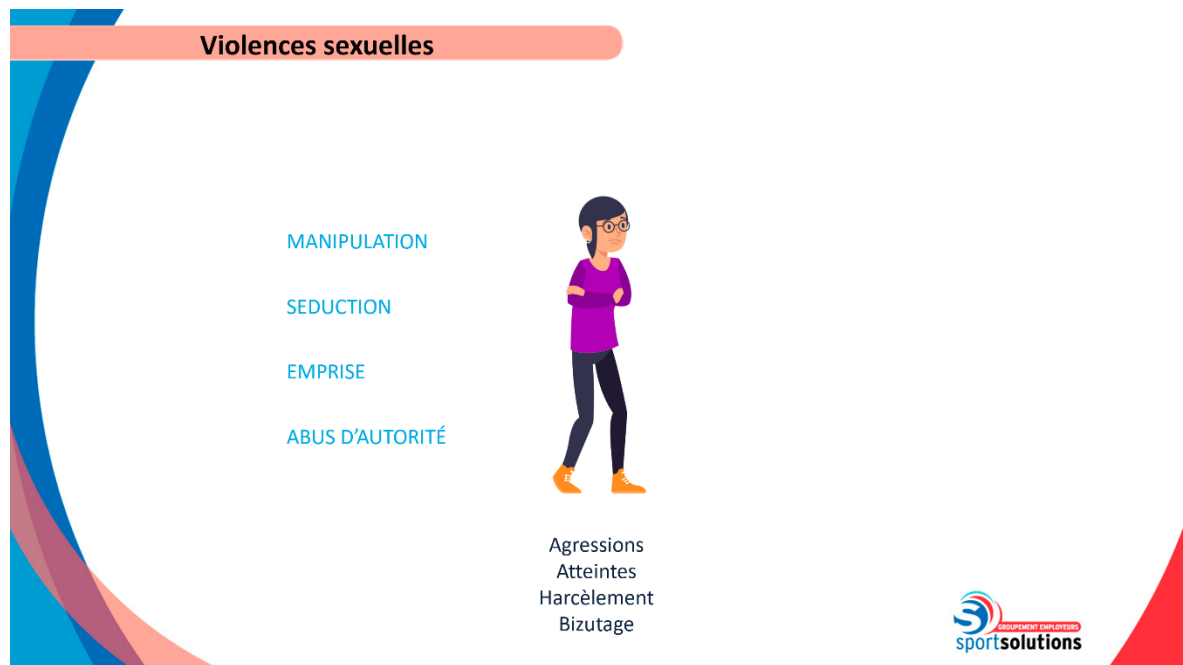 Violences sexuelles
MANIPULATION
SEDUCTION
EMPRISE
ABUS D'AUTORITÉ
Agressions
Atteintes
Harcèlement
Bizutage
GROUPEMENT EMPLOYEURS
sportsolutions